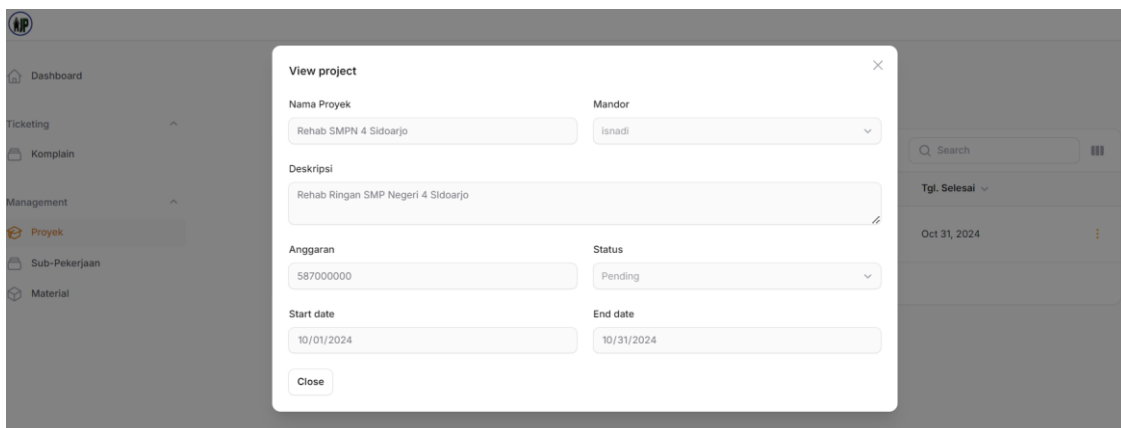 JP
Dashboard
Ticketing
Komplain
Management
Proyek
Sub-Pekerjaan
Material
View project
Nama Proyek
Mandor
Rehab SMPN 4 Sidoarjo
isnadi
Deskripsi
Rehab Ringan SMP Negeri 4 SIdoarjo
Anggaran
Status
587000000
Pending
Start date
End date
10/01/2024
10/31/2024
Close
Search
Tgl. Selesai
Oct 31, 2024